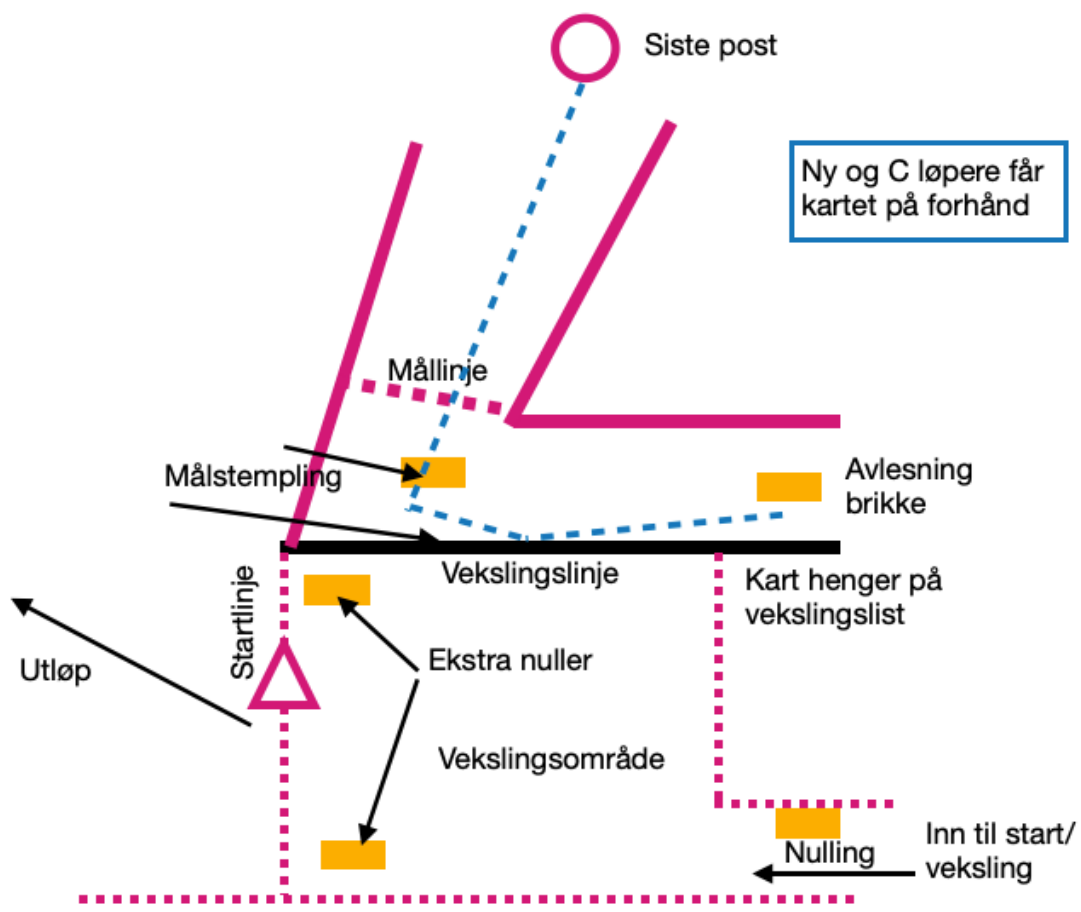 Siste post
Ny og C løpere får
kartet på forhånd
Mållinje
Målstempling
Avlesning
brikke
Vekslingslinje
Kart henger på
vekslingslist
Startlinje
Utløp
Ekstra nuller
Vekslingsområde
Nulling
Inn til start/
veksling